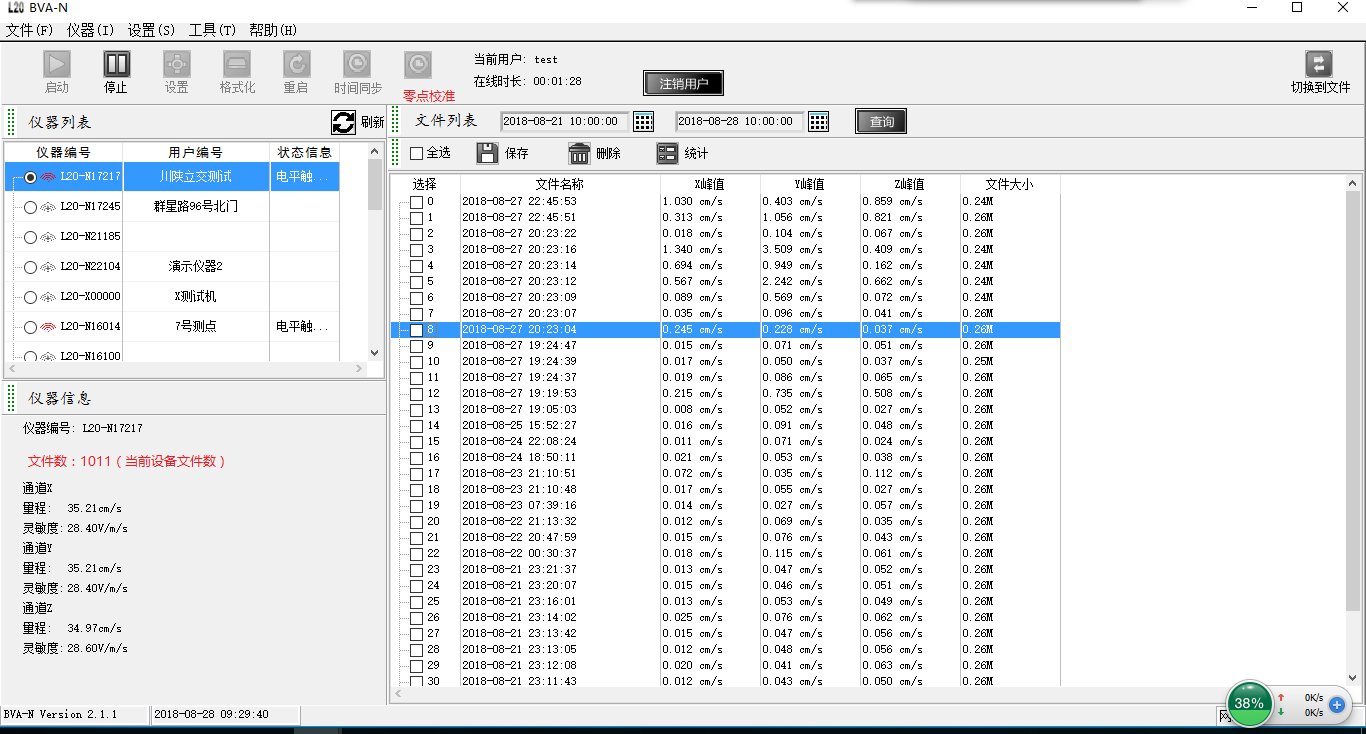 L20 BVA-N
文件(F) 仪器(I) 设置(S) 工具(T) 帮助(H)
启动 停止 设置 格式化 重启 时间同步 零点校准
当前用户: test
在线时长: 00:01:28
注销用户
切换到文件
仪器列表 刷新
仪器编号 用户编号 状态信息
L20-N17217 川陕立交测试 电平触...
L20-N17245 群星路96号北门
L20-N21185
L20-N22104 演示仪器2
L20-X00000 X测试机
L20-N16014 7号测点 电平触...
L20-N16100
仪器信息
仪器编号: L20-N17217
文件数：1011（当前设备文件数）
通道X
量程: 35.21cm/s
灵敏度: 28.40V/m/s
通道Y
量程: 35.21cm/s
灵敏度: 28.40V/m/s
通道Z
量程: 34.97cm/s
灵敏度: 28.60V/m/s
文件列表 2018-08-21 10:00:00 2018-08-28 10:00:00 查询
全选 保存 删除 统计
选择 文件名称 X峰值 Y峰值 Z峰值 文件大小
0 2018-08-27 22:45:53 1.030 cm/s 0.403 cm/s 0.859 cm/s 0.24M
1 2018-08-27 22:45:51 0.313 cm/s 1.056 cm/s 0.821 cm/s 0.26M
2 2018-08-27 20:23:22 0.018 cm/s 0.104 cm/s 0.067 cm/s 0.26M
3 2018-08-27 20:23:16 1.340 cm/s 3.509 cm/s 0.409 cm/s 0.24M
4 2018-08-27 20:23:14 0.694 cm/s 0.949 cm/s 0.162 cm/s 0.24M
5 2018-08-27 20:23:12 0.567 cm/s 2.242 cm/s 0.662 cm/s 0.24M
6 2018-08-27 20:23:09 0.089 cm/s 0.569 cm/s 0.072 cm/s 0.24M
7 2018-08-27 20:23:07 0.035 cm/s 0.096 cm/s 0.041 cm/s 0.26M
8 2018-08-27 20:23:04 0.245 cm/s 0.228 cm/s 0.037 cm/s 0.26M
9 2018-08-27 19:24:47 0.015 cm/s 0.071 cm/s 0.051 cm/s 0.26M
10 2018-08-27 19:24:39 0.017 cm/s 0.050 cm/s 0.037 cm/s 0.25M
11 2018-08-27 19:24:37 0.019 cm/s 0.086 cm/s 0.065 cm/s 0.26M
12 2018-08-27 19:19:53 0.215 cm/s 0.735 cm/s 0.508 cm/s 0.26M
13 2018-08-27 19:05:03 0.008 cm/s 0.052 cm/s 0.027 cm/s 0.26M
14 2018-08-25 15:52:27 0.016 cm/s 0.091 cm/s 0.048 cm/s 0.26M
15 2018-08-24 22:08:24 0.011 cm/s 0.071 cm/s 0.024 cm/s 0.26M
16 2018-08-24 18:50:11 0.021 cm/s 0.053 cm/s 0.038 cm/s 0.26M
17 2018-08-23 21:10:51 0.072 cm/s 0.035 cm/s 0.112 cm/s 0.26M
18 2018-08-23 21:10:48 0.017 cm/s 0.055 cm/s 0.027 cm/s 0.26M
19 2018-08-23 07:39:16 0.014 cm/s 0.027 cm/s 0.057 cm/s 0.26M
20 2018-08-22 21:13:32 0.012 cm/s 0.069 cm/s 0.035 cm/s 0.26M
21 2018-08-22 20:47:59 0.015 cm/s 0.076 cm/s 0.043 cm/s 0.26M
22 2018-08-22 00:30:37 0.018 cm/s 0.115 cm/s 0.061 cm/s 0.26M
23 2018-08-21 23:21:37 0.013 cm/s 0.047 cm/s 0.052 cm/s 0.26M
24 2018-08-21 23:20:07 0.015 cm/s 0.046 cm/s 0.051 cm/s 0.26M
25 2018-08-21 23:16:01 0.013 cm/s 0.053 cm/s 0.049 cm/s 0.26M
26 2018-08-21 23:14:02 0.025 cm/s 0.076 cm/s 0.062 cm/s 0.26M
27 2018-08-21 23:13:42 0.015 cm/s 0.047 cm/s 0.056 cm/s 0.26M
28 2018-08-21 23:13:05 0.012 cm/s 0.048 cm/s 0.056 cm/s 0.26M
29 2018-08-21 23:12:08 0.020 cm/s 0.041 cm/s 0.063 cm/s 0.26M
30 2018-08-21 23:11:43 0.012 cm/s 0.043 cm/s 0.050 cm/s 0.26M
BVA-N Version 2.1.1 2018-08-28 09:29:40
38% 0K/s
0K/s